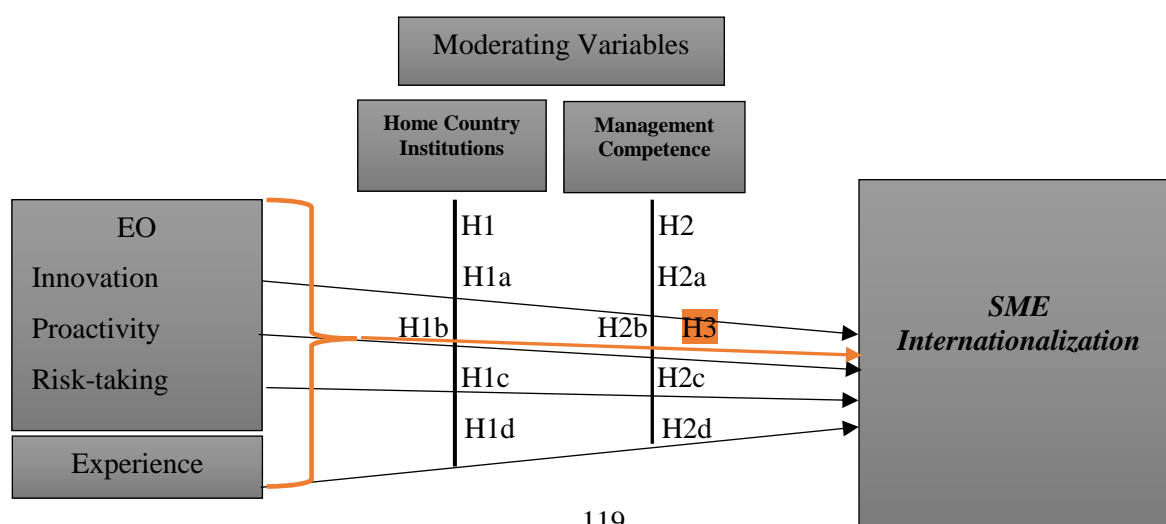 Moderating Variables
Home Country
Institutions
Management
Competence
EO
Innovation
Proactivity
Risk-taking
Experience
H1
H1a
H1b
H1c
H1d
H2
H2a
H2b
H3
H2c
H2d
SME
Internationalization
119